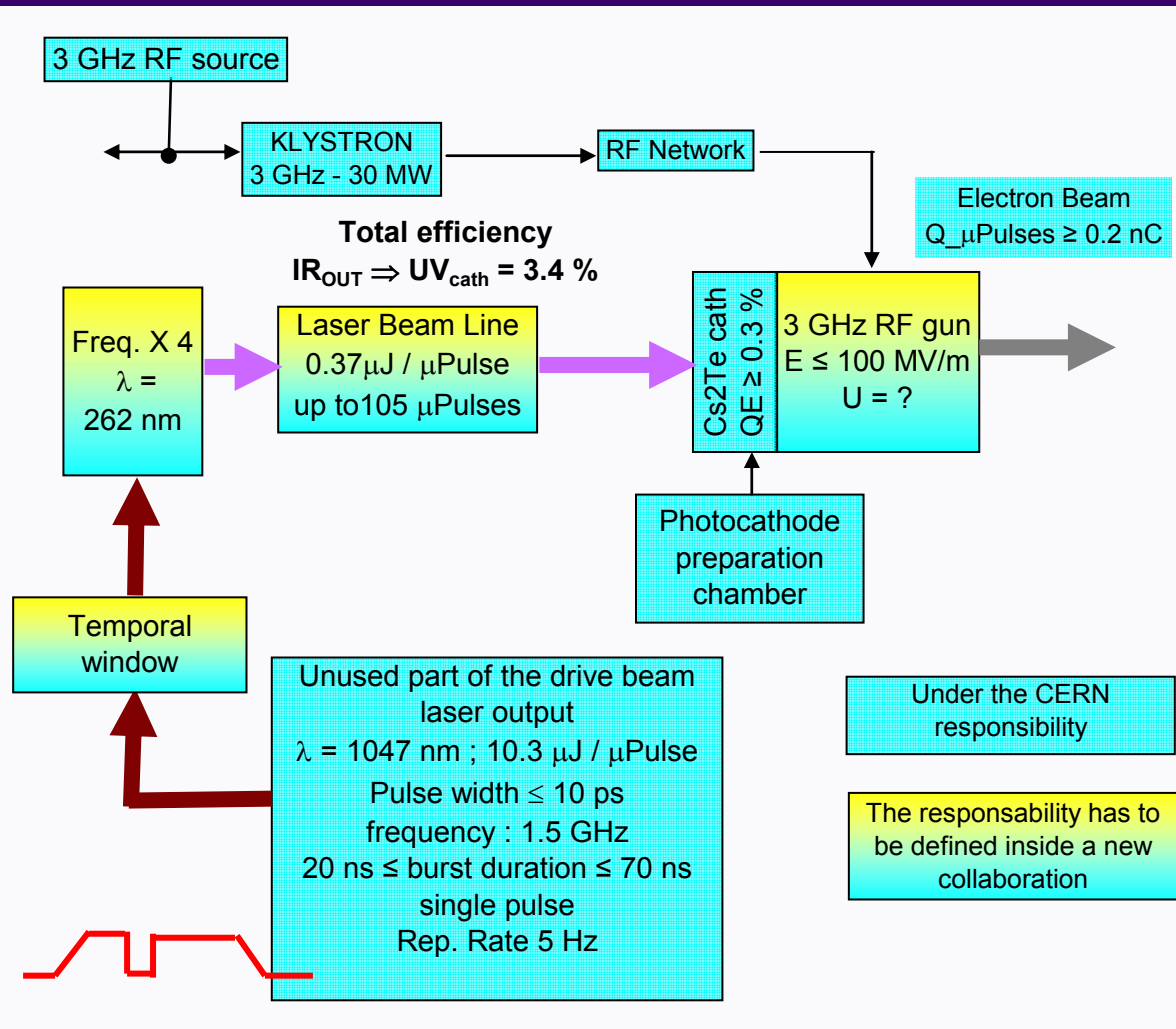 3 GHz RF source
KLYSTRON
3 GHz - 30 MW
RF Network
Electron Beam
Q_μPulses ≥ 0.2 nC
Total efficiency
IR_OUT ⇒ UV_cath = 3.4 %
Freq. X 4
λ =
262 nm
Laser Beam Line
0.37μJ / μPulse
up to105 μPulses
Cs2Te cath
QE ≥ 0.3 %
3 GHz RF gun
E ≤ 100 MV/m
U = ?
Photocathode
preparation
chamber
Temporal
window
Unused part of the drive beam
laser output
λ = 1047 nm ; 10.3 μJ / μPulse
Pulse width ≤ 10 ps
frequency : 1.5 GHz
20 ns ≤ burst duration ≤ 70 ns
single pulse
Rep. Rate 5 Hz
Under the CERN
responsibility
The responsability has to
be defined inside a new
collaboration